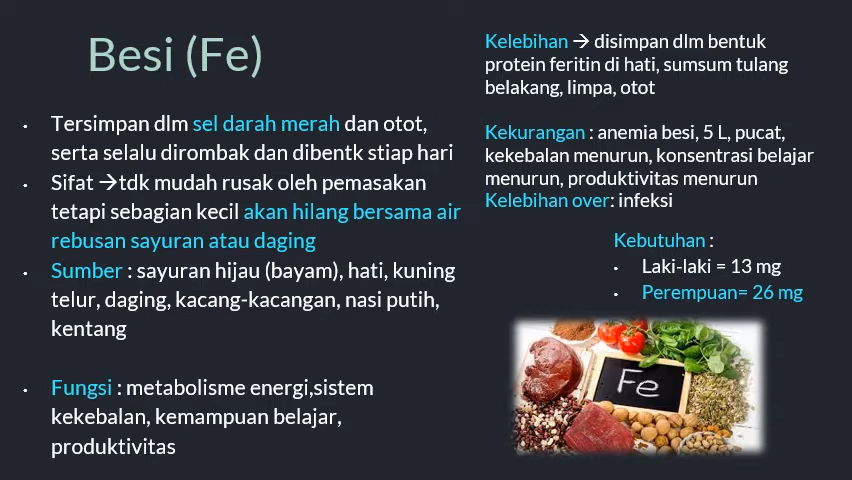 Besi (Fe)
• Tersimpan dlm sel darah merah dan otot,
serta selalu dirombak dan dibentk stiap hari
• Sifat →tdk mudah rusak oleh pemasakan
tetapi sebagian kecil akan hilang bersama air
rebusan sayuran atau daging
• Sumber : sayuran hijau (bayam), hati, kuning
telur, daging, kacang-kacangan, nasi putih,
kentang
• Fungsi : metabolisme energi,sistem
kekebalan, kemampuan belajar,
produktivitas
Kelebihan → disimpan dlm bentuk
protein feritin di hati, sumsum tulang
belakang, limpa, otot
Kekurangan : anemia besi, 5 L, pucat,
kekebalan menurun, konsentrasi belajar
menurun, produktivitas menurun
Kelebihan over: infeksi
Kebutuhan :
• Laki-laki = 13 mg
• Perempuan= 26 mg
Fe